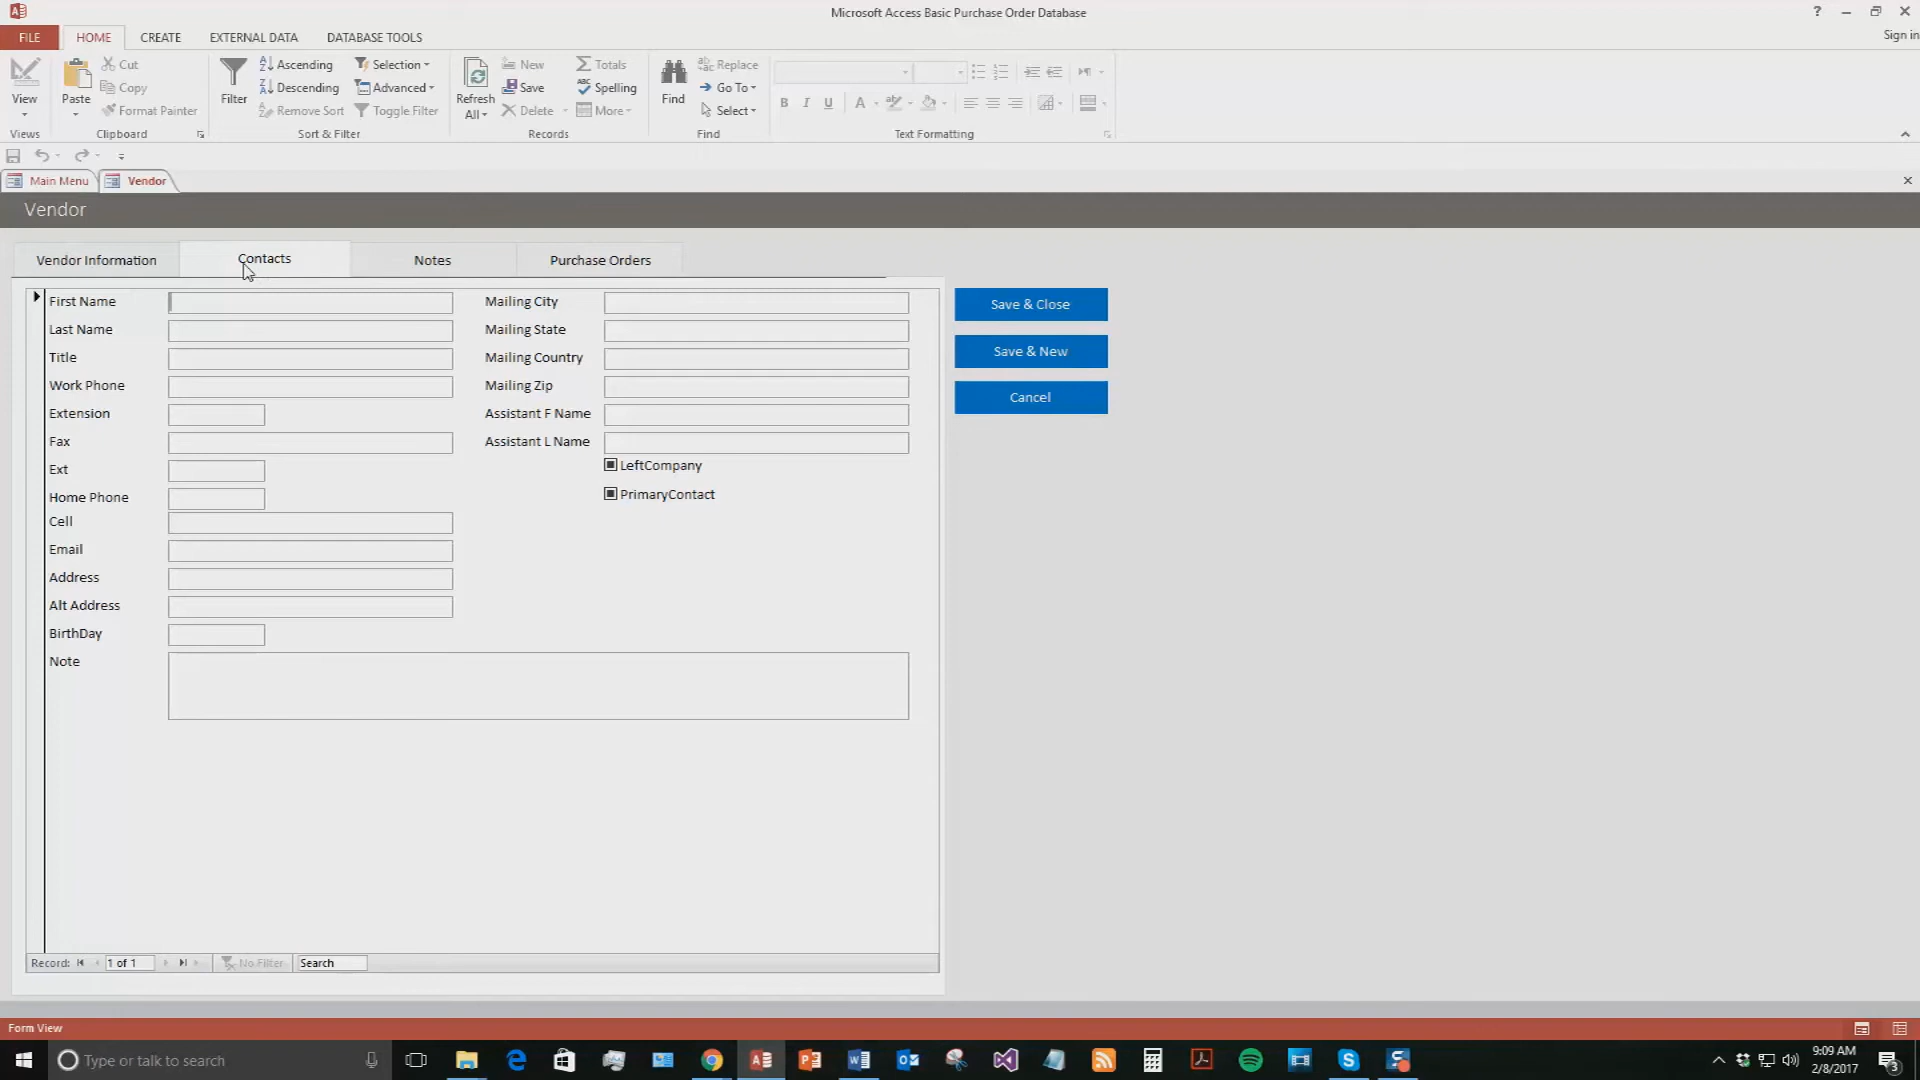 Microsoft Access Basic Purchase Order Database
?
Sign in
FILE HOME CREATE EXTERNAL DATA DATABASE TOOLS
View
Views
Paste
Cut
Copy
Format Painter
Clipboard
Filter
Ascending
Descending
Remove Sort
Selection
Advanced
Toggle Filter
Sort & Filter
Refresh
All
New
Save
Delete
Totals
Spelling
More
Records
Find
Replace
Go To
Select
Find
B I U A
Text Formatting
Main Menu Vendor
Vendor
Vendor Information Contacts Notes Purchase Orders
First Name
Last Name
Title
Work Phone
Extension
Fax
Ext
Home Phone
Cell
Email
Address
Alt Address
BirthDay
Note
Mailing City
Mailing State
Mailing Country
Mailing Zip
Assistant F Name
Assistant L Name
LeftCompany
PrimaryContact
Save & Close
Save & New
Cancel
Record: 1 of 1 No Filter Search
Form View
Type or talk to search
9:09 AM
2/8/2017
3